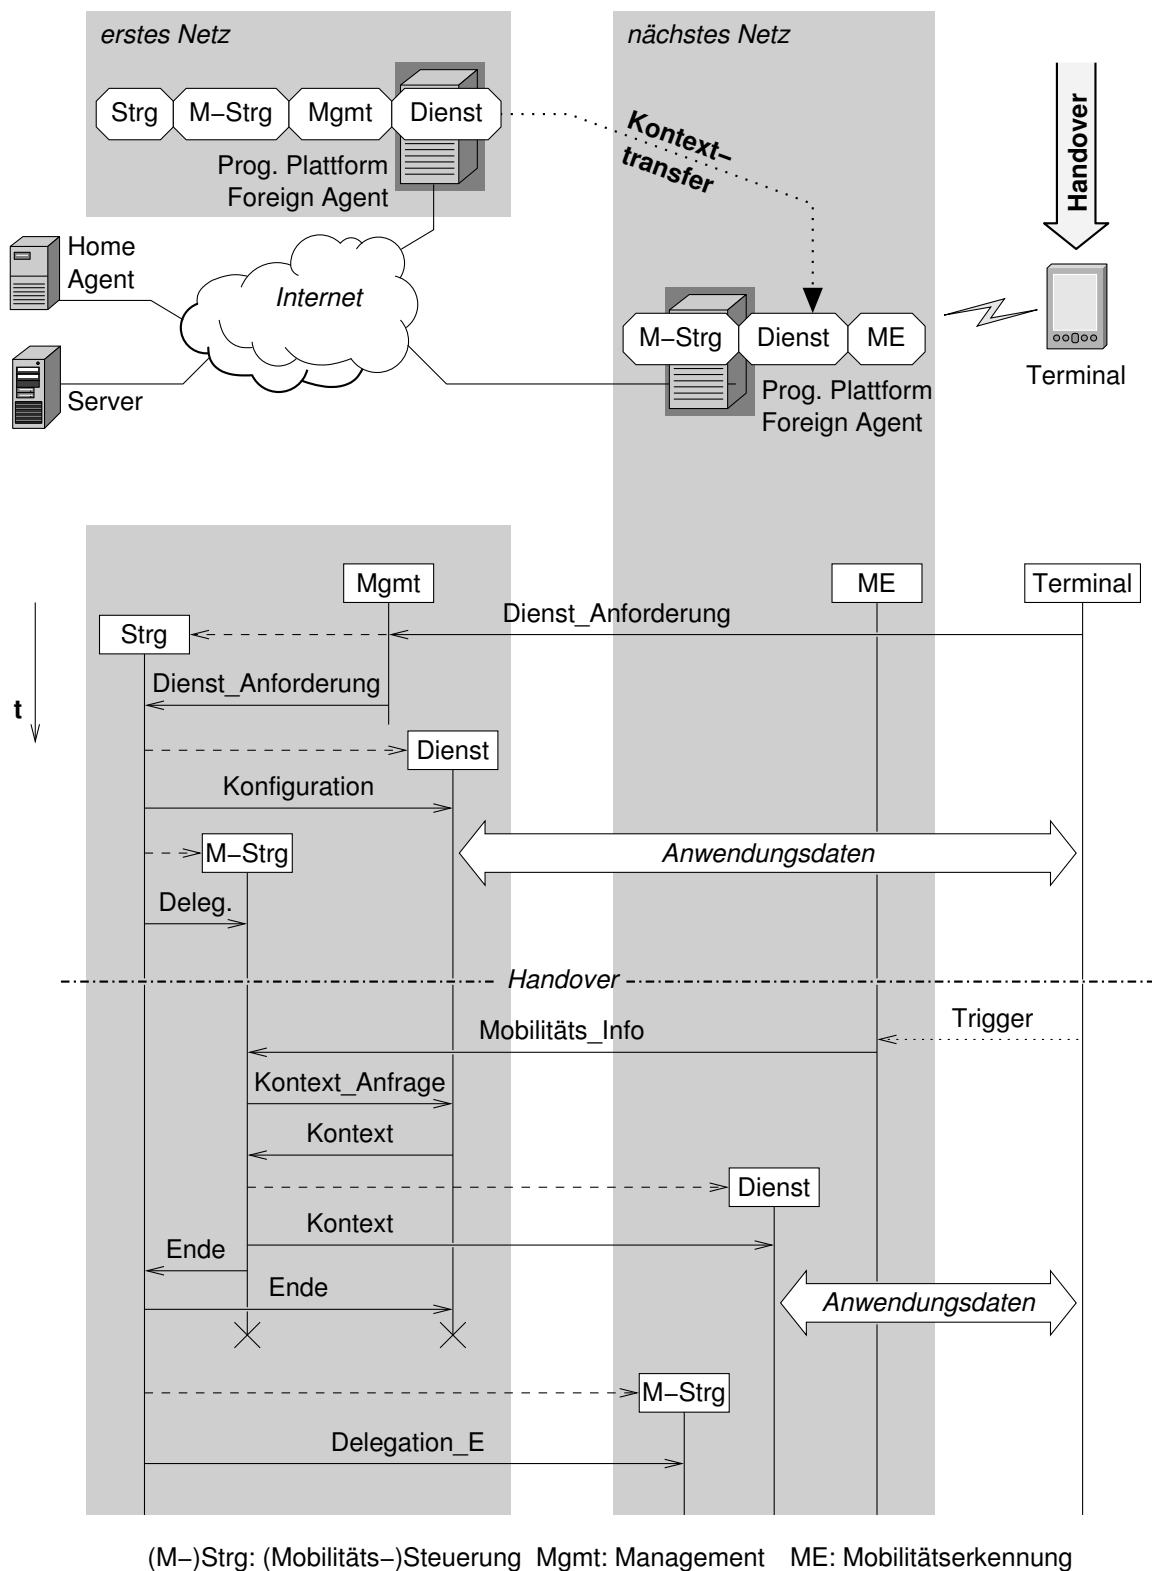 erstes Netz
nächstes Netz
Strg
M–Strg
Mgmt
Dienst
Kontext–
transfer
Handover
Prog. Plattform
Foreign Agent
Home
Agent
Internet
Server
M–Strg
Dienst
ME
Terminal
Prog. Plattform
Foreign Agent
Mgmt
ME
Terminal
Dienst_Anforderung
Strg
Dienst_Anforderung
t
Dienst
Konfiguration
M–Strg
Anwendungsdaten
Deleg.
Handover
Trigger
Mobilitäts_Info
Kontext_Anfrage
Kontext
Dienst
Kontext
Ende
Ende
Anwendungsdaten
M–Strg
Delegation_E
(M–)Strg: (Mobilitäts–)Steuerung Mgmt: Management ME: Mobilitätserkennung